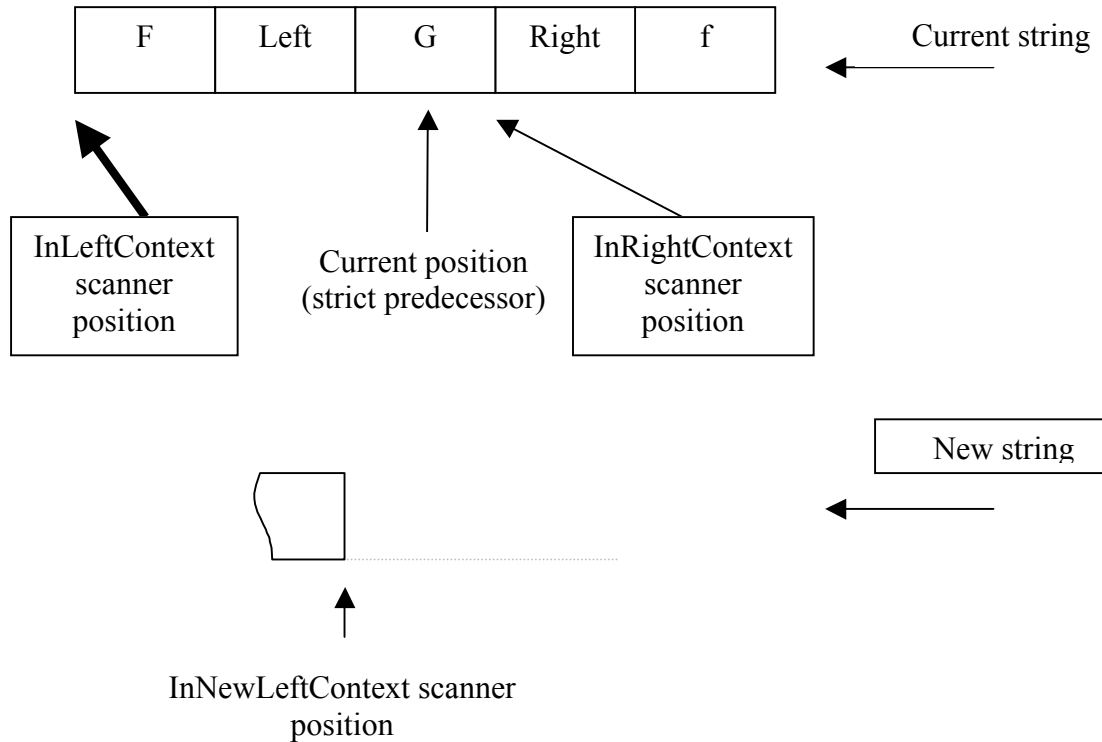 F Left G Right f
Current string
InLeftContext
scanner
position
Current position
(strict predecessor)
InRightContext
scanner
position
New string
InNewLeftContext scanner
position